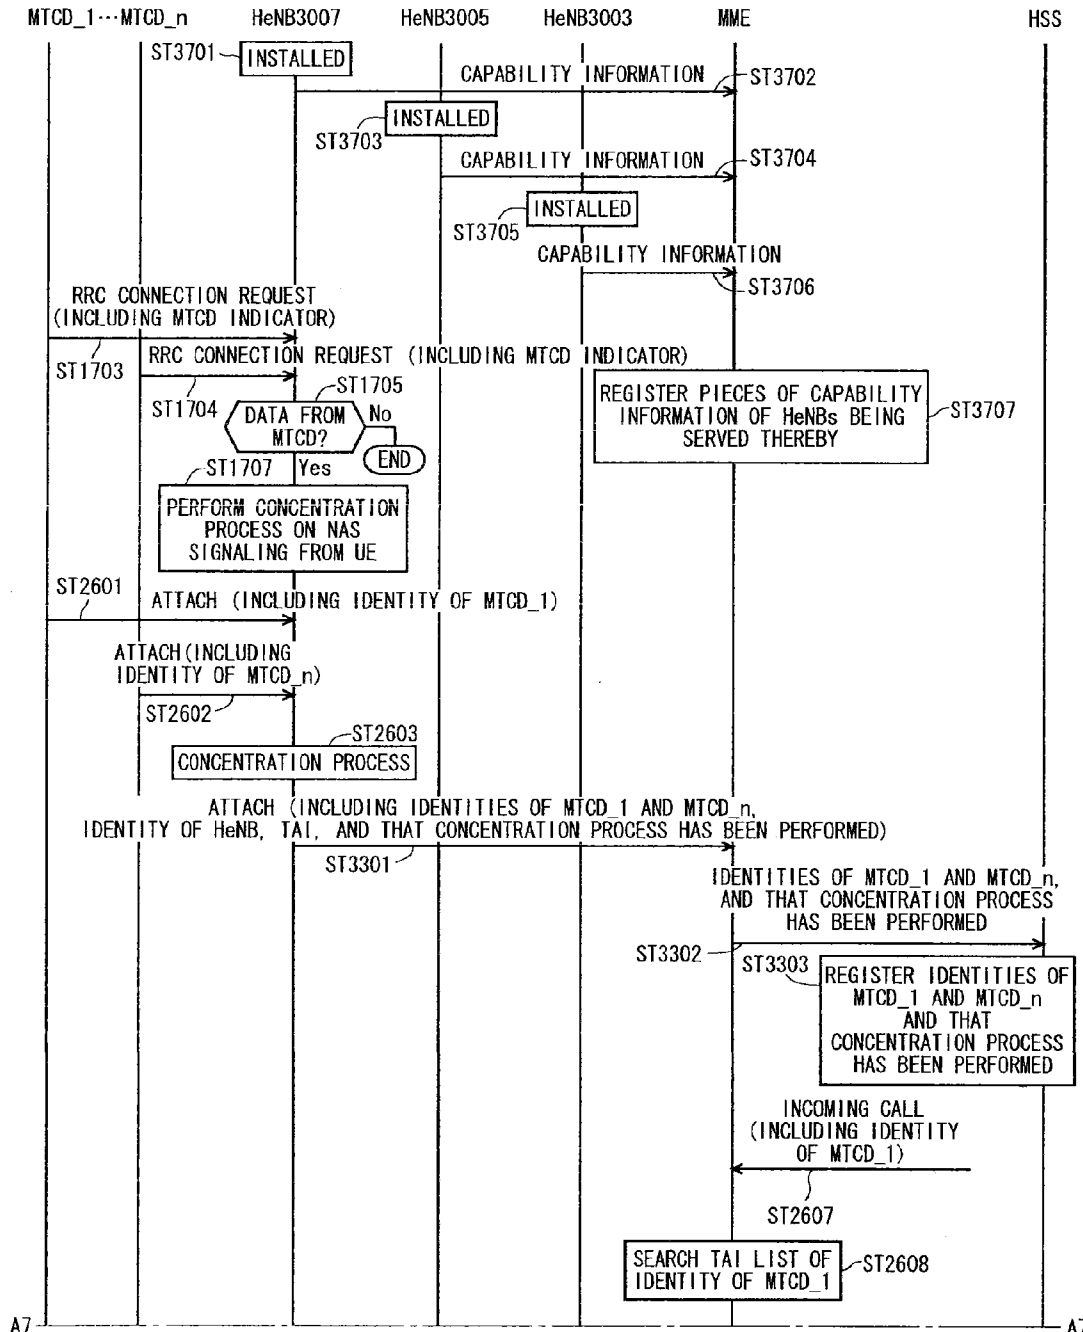 MTCD_1···MTCD_n HeNB3007 HeNB3005 HeNB3003 MME HSS
ST3701
INSTALLED
CAPABILITY INFORMATION
ST3702
INSTALLED
ST3703
CAPABILITY INFORMATION
ST3704
INSTALLED
ST3705
CAPABILITY INFORMATION
ST3706
RRC CONNECTION REQUEST
(INCLUDING MTCD INDICATOR)
ST1703
RRC CONNECTION REQUEST (INCLUDING MTCD INDICATOR)
ST1704
ST1705
DATA FROM
MTCD?
No
END
Yes
REGISTER PIECES OF CAPABILITY
INFORMATION OF HeNBs BEING
SERVED THEREBY
ST3707
ST1707
PERFORM CONCENTRATION
PROCESS ON NAS
SIGNALING FROM UE
ST2601
ATTACH (INCLUDING IDENTITY OF MTCD_1)
ATTACH(INCLUDING
IDENTITY OF MTCD_n)
ST2602
ST2603
CONCENTRATION PROCESS
ATTACH (INCLUDING IDENTITIES OF MTCD_1 AND MTCD_n,
IDENTITY OF HeNB, TAI, AND THAT CONCENTRATION PROCESS HAS BEEN PERFORMED)
ST3301
IDENTITIES OF MTCD_1 AND MTCD_n,
AND THAT CONCENTRATION PROCESS
HAS BEEN PERFORMED
ST3302
ST3303
REGISTER IDENTITIES OF
MTCD_1 AND MTCD_n
AND THAT
CONCENTRATION PROCESS
HAS BEEN PERFORMED
INCOMING CALL
(INCLUDING IDENTITY
OF MTCD_1)
ST2607
SEARCH TAI LIST OF
IDENTITY OF MTCD_1
ST2608
A7 A7